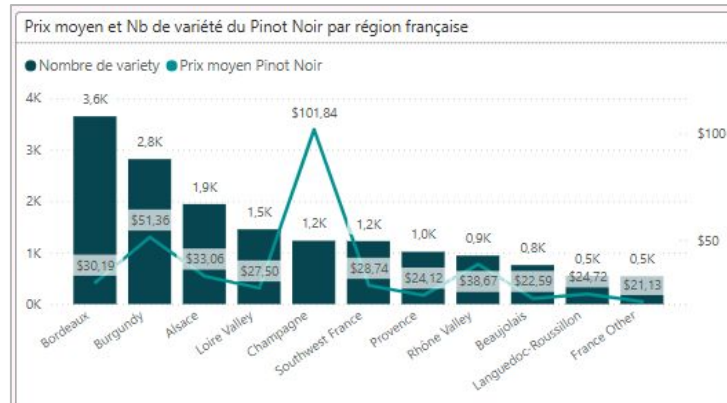 Prix moyen et Nb de variété du Pinot Noir par région française
Nombre de variety Prix moyen Pinot Noir
4K
3K
2K
1K
0K
3,6K
2,8K
1,9K
1,5K
1,2K
1,2K
1,0K
0,9K
0,8K
0,5K
0,5K
$30,19
$51,36
$33,06
$27,50
$101,84
$28,74
$24,12
$38,67
$22,59
$24,72
$21,13
$100
$50
Bordeaux
Burgundy
Alsace
Loire Valley
Champagne
Southwest France
Provence
Rhône Valley
Beaujolais
Languedoc-Roussillon
France Other